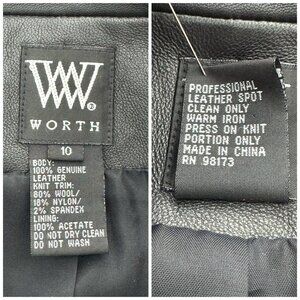 W
®
WORTH
10
BODY:
100% GENUINE
LEATHER
KNIT TRIM:
80% WOOL/
18% NYLON/
2% SPANDEX
LINING:
100% ACETATE
DO NOT DRY CLEAN
DO NOT WASH
PROFESSIONAL
LEATHER SPOT
CLEAN ONLY
WARM IRON
PRESS ON KNIT
PORTION ONLY
MADE IN CHINA
RN 98173